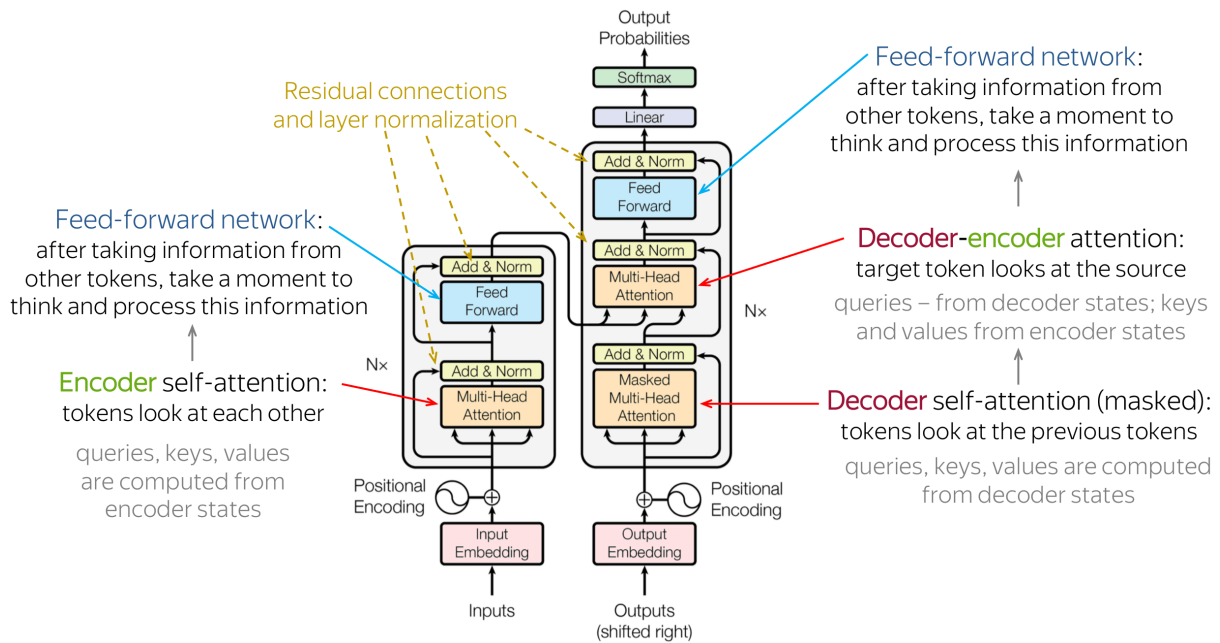 Output
Probabilities
Softmax
Linear
Add & Norm
Feed
Forward
Add & Norm
Multi-Head
Attention
Nx
Add & Norm
Masked
Multi-Head
Attention
Positional
Encoding
Output
Embedding
Outputs
(shifted right)
Add & Norm
Feed
Forward
Nx
Add & Norm
Multi-Head
Attention
Positional
Encoding
Input
Embedding
Inputs
Residual connections
and layer normalization
Feed-forward network:
after taking information from
other tokens, take a moment to
think and process this information
Encoder self-attention:
tokens look at each other
queries, keys, values
are computed from
encoder states
Feed-forward network:
after taking information from
other tokens, take a moment to
think and process this information
Decoder-encoder attention:
target token looks at the source
queries – from decoder states; keys
and values from encoder states
Decoder self-attention (masked):
tokens look at the previous tokens
queries, keys, values are computed
from decoder states